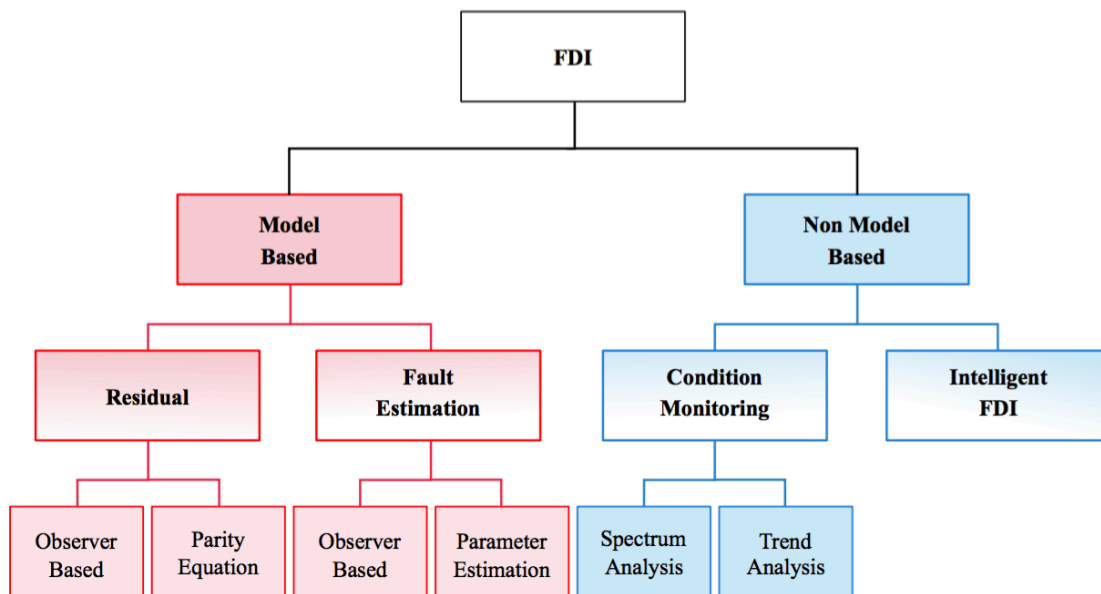 FDI
Model
Based
Non Model
Based
Residual
Fault
Estimation
Condition
Monitoring
Intelligent
FDI
Observer
Based
Parity
Equation
Observer
Based
Parameter
Estimation
Spectrum
Analysis
Trend
Analysis